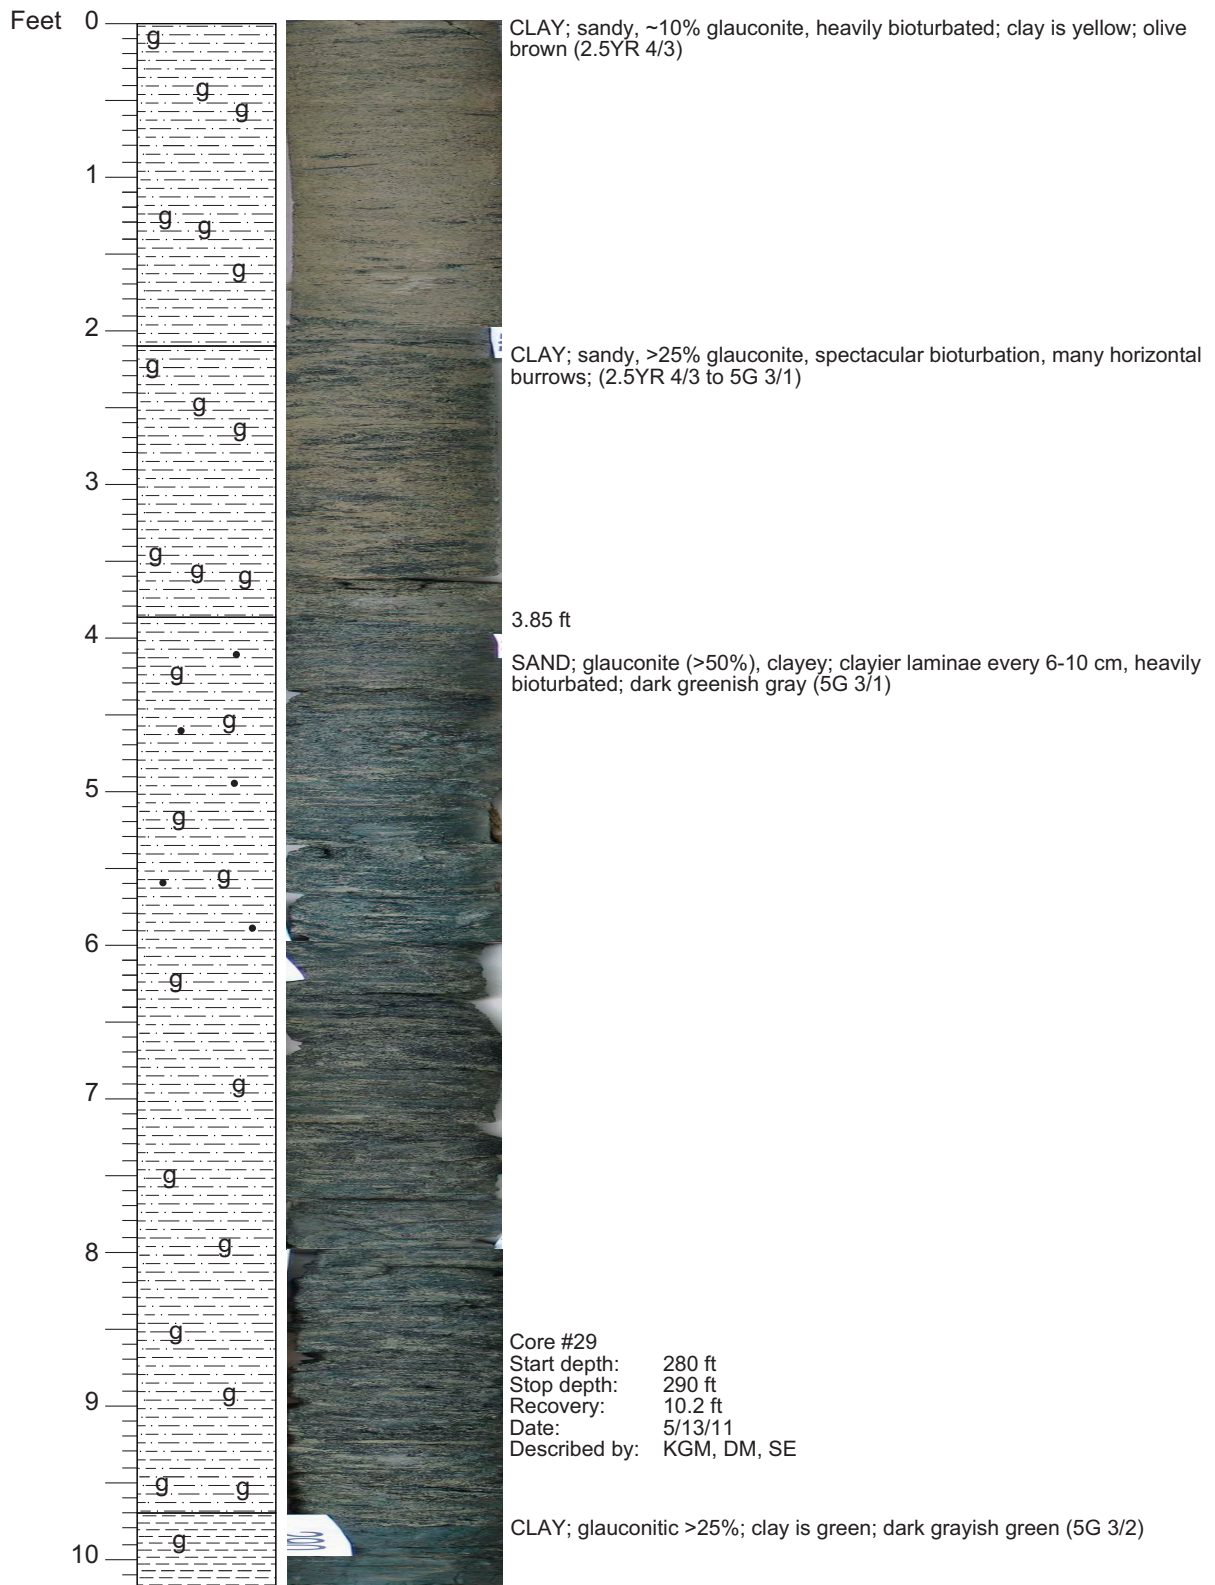 Feet 0
CLAY; sandy, ~10% glauconite, heavily bioturbated; clay is yellow; olive
brown (2.5YR 4/3)
g
g
g
1
g
g
g
2
CLAY; sandy, >25% glauconite, spectacular bioturbation, many horizontal
burrows; (2.5YR 4/3 to 5G 3/1)
g
g
g
3
g
g
g
3.85 ft
4
SAND; glauconite (>50%), clayey; clayier laminae every 6-10 cm, heavily
bioturbated; dark greenish gray (5G 3/1)
g
g
5
g
g
6
g
7
g
g
8
g
g
Core #29
Start depth: 280 ft
Stop depth: 290 ft
Recovery: 10.2 ft
Date: 5/13/11
Described by: KGM, DM, SE
g
9
g
g
CLAY; glauconitic >25%; clay is green; dark grayish green (5G 3/2)
g
10